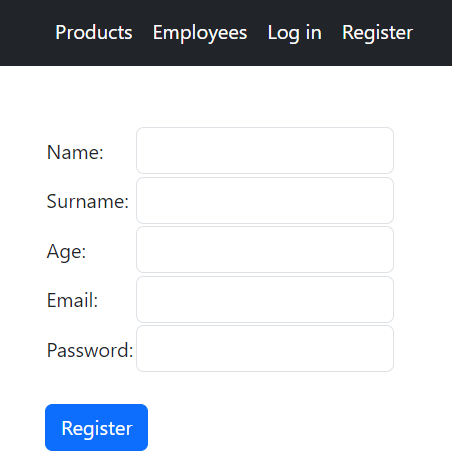 Products Employees Log in Register
Name:
Surname:
Age:
Email:
Password:
Register